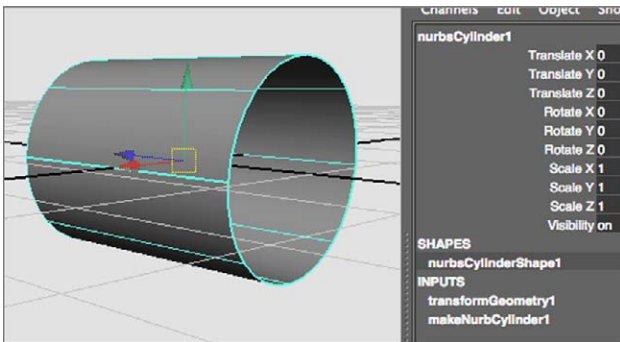 Channels Edit Object Sho
nurbsCylinder1
Translate X 0
Translate Y 0
Translate Z 0
Rotate X 0
Rotate Y 0
Rotate Z 0
Scale X 1
Scale Y 1
Scale Z 1
Visibility on
SHAPES
nurbsCylinderShape1
INPUTS
transformGeometry1
makeNurbCylinder1